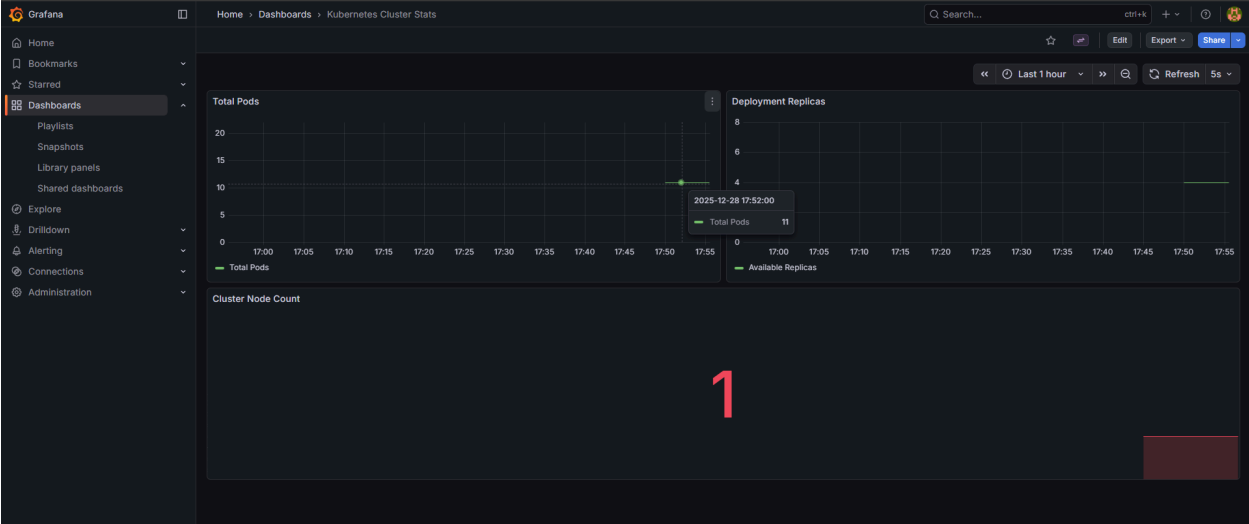 Grafana
Home › Dashboards › Kubernetes Cluster Stats
Search...
ctrl+k
Home
Bookmarks
Starred
Dashboards
Playlists
Snapshots
Library panels
Shared dashboards
Explore
Drilldown
Alerting
Connections
Administration
Edit
Export
Share
Last 1 hour
Refresh
5s
Total Pods
20
15
10
5
0
17:00 17:05 17:10 17:15 17:20 17:25 17:30 17:35 17:40 17:45 17:50 17:55
Total Pods
2025-12-28 17:52:00
Total Pods 11
Deployment Replicas
8
6
4
0
17:00 17:05 17:10 17:15 17:20 17:25 17:30 17:35 17:40 17:45 17:50 17:55
Available Replicas
Cluster Node Count
1